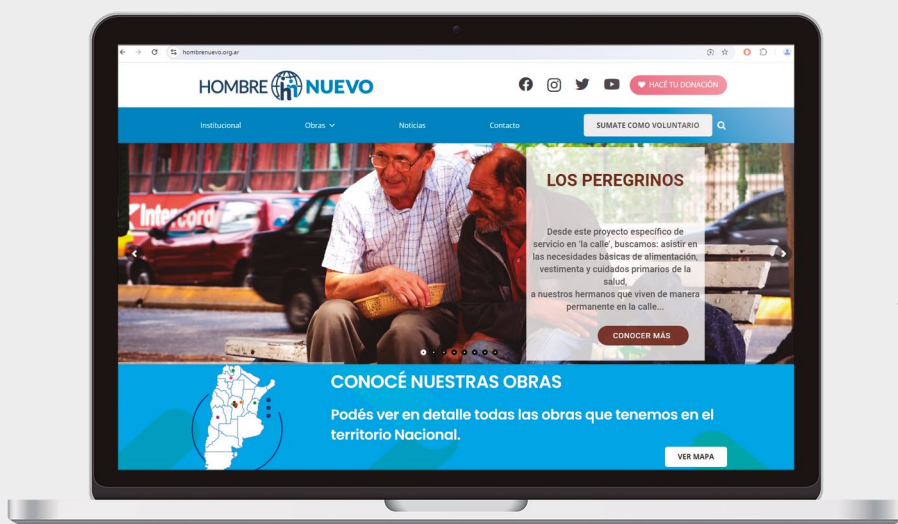 hombrenuevo.org.ar
HOMBRE hn NUEVO
HACÉ TU DONACIÓN
Institucional
Obras
Noticias
Contacto
SUMATE COMO VOLUNTARIO
Intercord
LOS PEREGRINOS
Desde este proyecto específico de
servicio en 'la calle', buscamos: asistir en
las necesidades básicas de alimentación,
vestimenta y cuidados primarios de la
salud,
a nuestros hermanos que viven de manera
permanente en la calle...
CONOCER MÁS
CONOCÉ NUESTRAS OBRAS
Podés ver en detalle todas las obras que tenemos en el
territorio Nacional.
VER MAPA